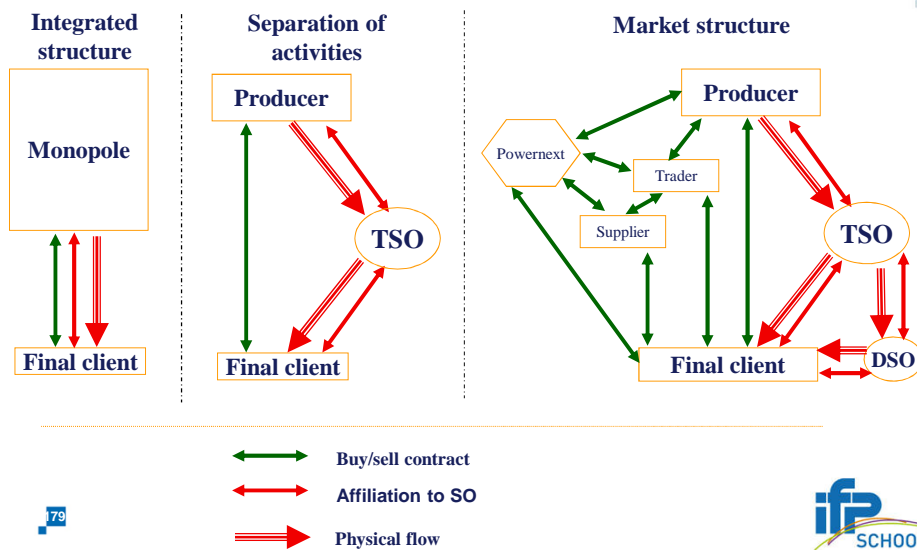 Integrated
structure
Separation of
activities
Market structure
Monopole
Final client
Producer
TSO
Final client
Producer
Powernext
Trader
Supplier
TSO
Final client
DSO
Buy/sell contract
Affiliation to SO
Physical flow
179
ifp
SCHOO